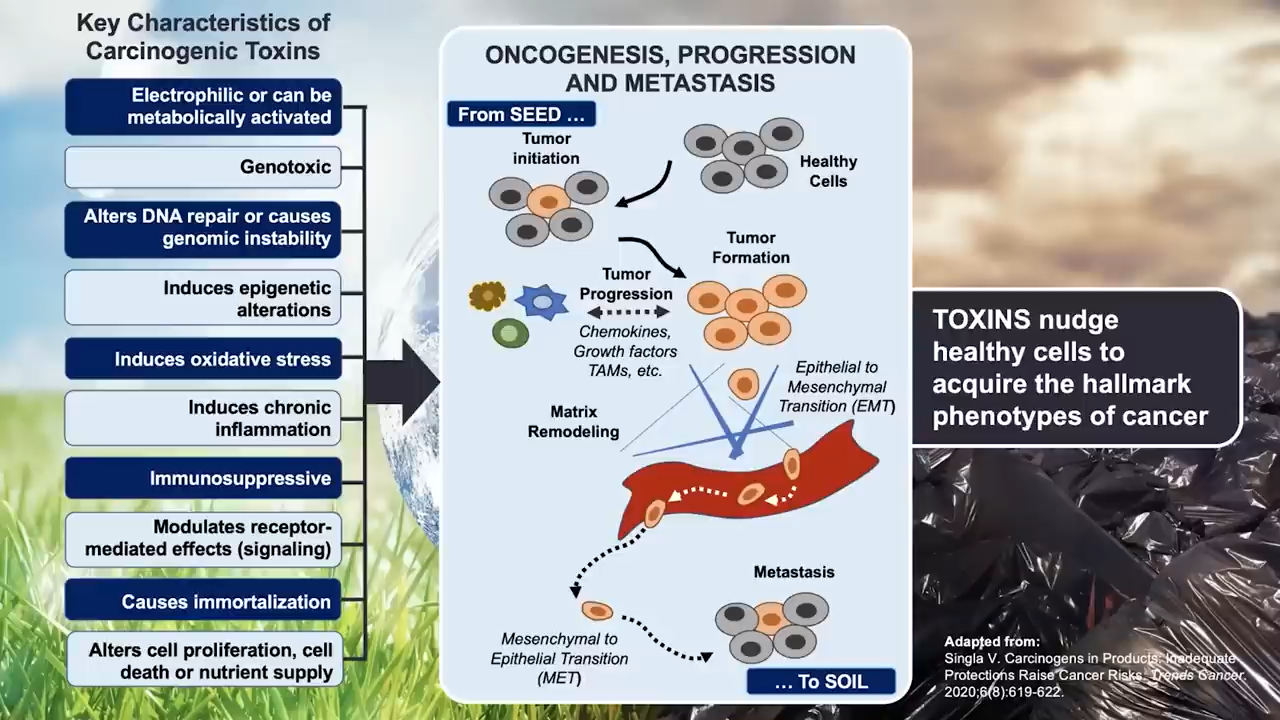 Key Characteristics of
Carcinogenic Toxins
Electrophilic or can be
metabolically activated
Genotoxic
Alters DNA repair or causes
genomic instability
Induces epigenetic
alterations
Induces oxidative stress
Induces chronic
inflammation
Immunosuppressive
Modulates receptor-
mediated effects (signaling)
Causes immortalization
Alters cell proliferation, cell
death or nutrient supply
ONCOGENESIS, PROGRESSION
AND METASTASIS
From SEED ...
Tumor
initiation
Healthy
Cells
Tumor
Formation
Tumor
Progression
Chemokines,
Growth factors
TAMs, etc.
Epithelial to
Mesenchymal
Transition (EMT)
Matrix
Remodeling
Metastasis
Mesenchymal to
Epithelial Transition
(MET)
... To SOIL
TOXINS nudge
healthy cells to
acquire the hallmark
phenotypes of cancer
Adapted from:
Singla V. Carcinogens in Products: Inadequate
Protections Raise Cancer Risks. Trends Cancer.
2020;6(8):619-622.